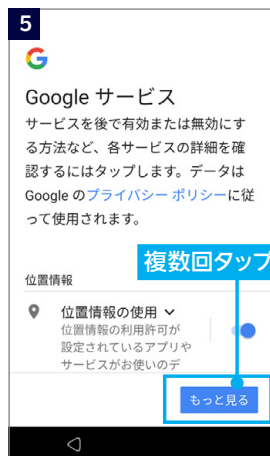 5
Google サービス
サービスを後で有効または無効にす
る方法など、各サービスの詳細を確
認するにはタップします。データは
Google のプライバシー ポリシーに従
って使用されます。
複数回タップ
位置情報
位置情報の使用
位置情報の利用許可が
設定されているアプリや
サービスがお使いのデ
もっと見る